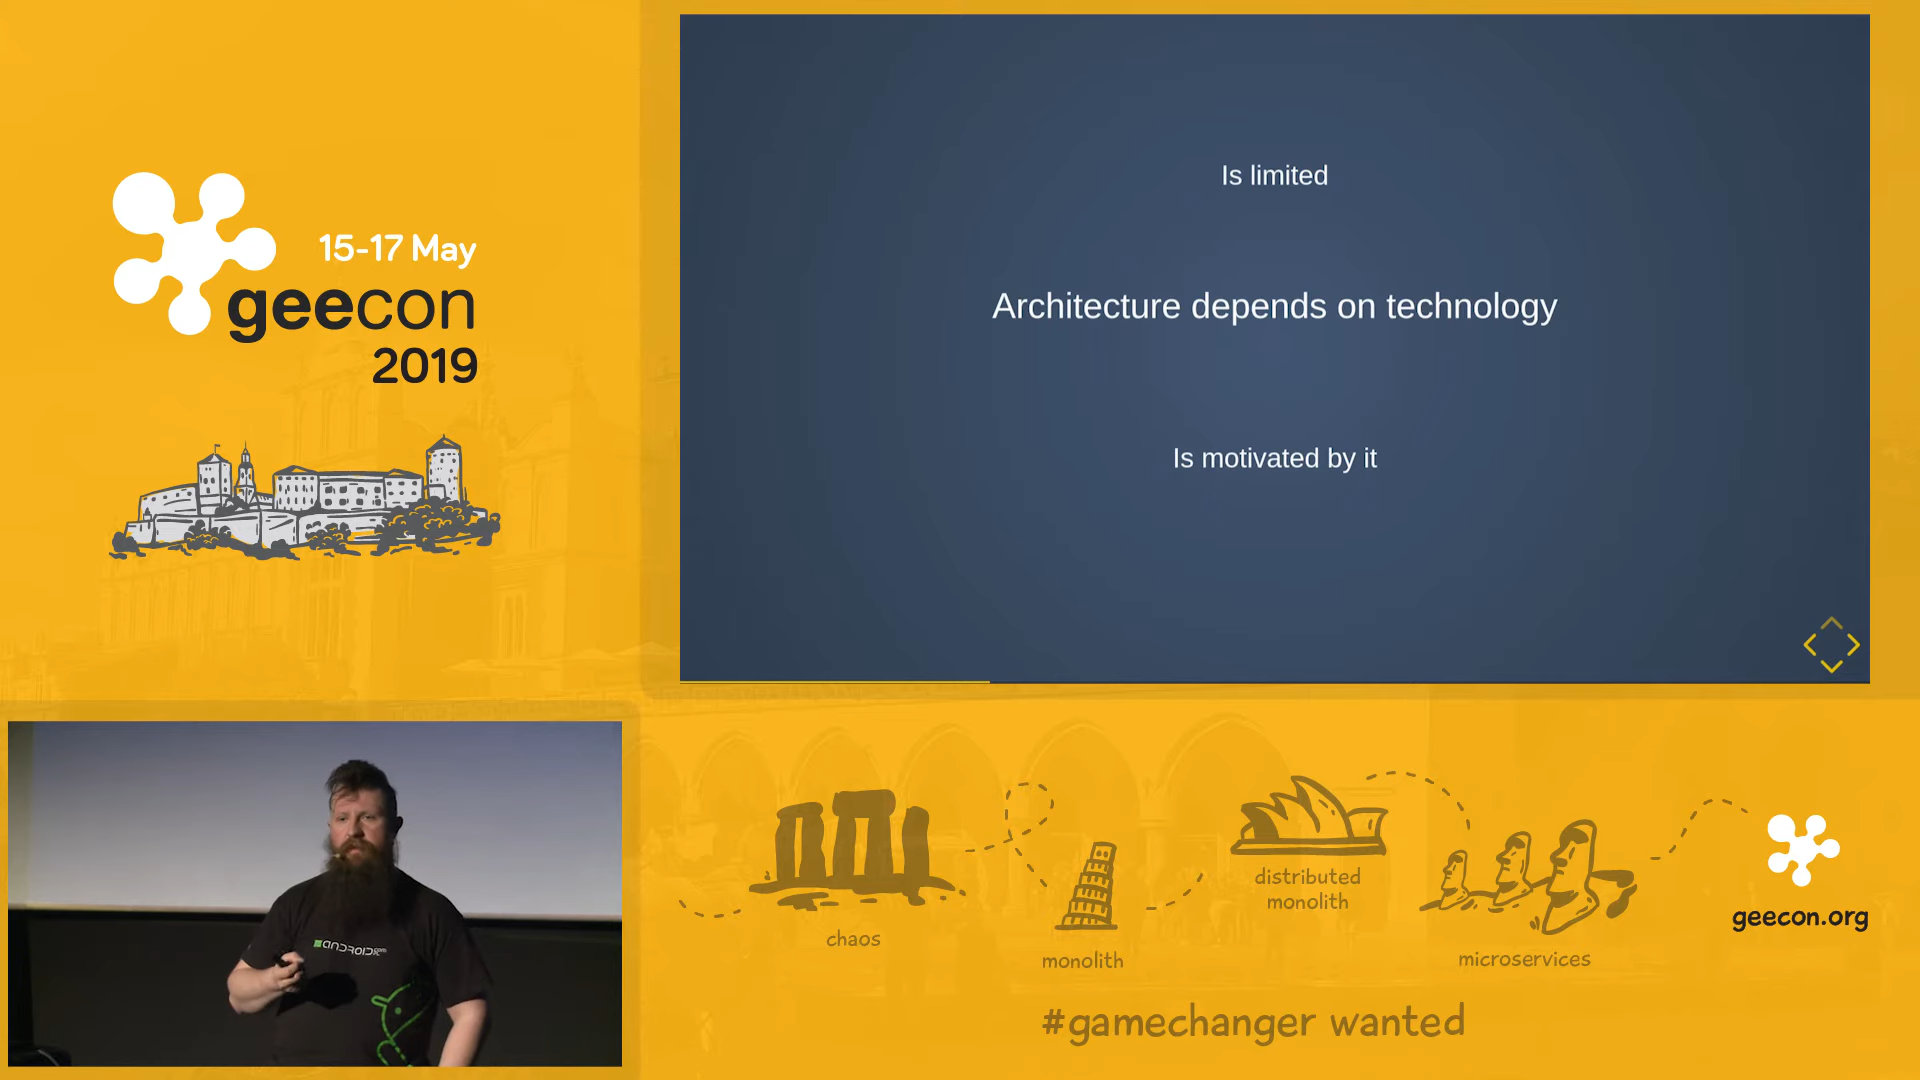 15-17 May
geecon
2019
Is limited
Architecture depends on technology
Is motivated by it
ANDROID
chaos
monolith
distributed
monolith
microservices
geecon.org
#gamechanger wanted